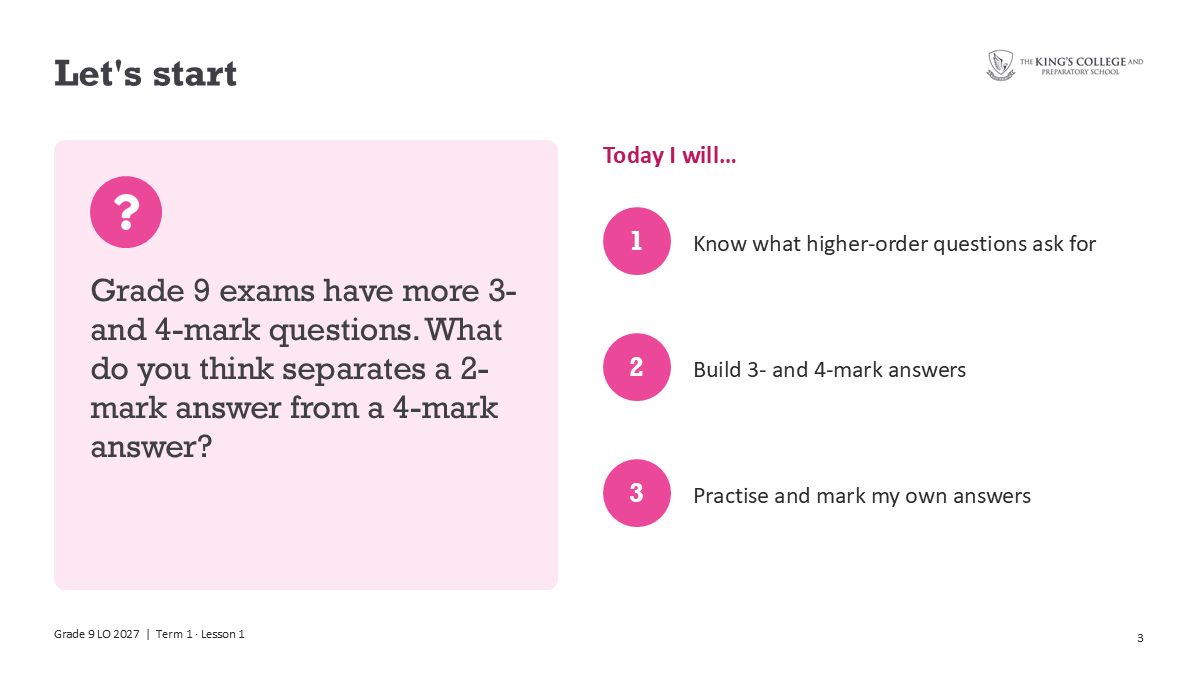 Let's start
THE KING'S COLLEGE AND
PREPARATORY SCHOOL
?
Grade 9 exams have more 3-
and 4-mark questions. What
do you think separates a 2-
mark answer from a 4-mark
answer?
Today I will...
1
Know what higher-order questions ask for
2
Build 3- and 4-mark answers
3
Practise and mark my own answers
Grade 9 LO 2027 | Term 1 · Lesson 1
3